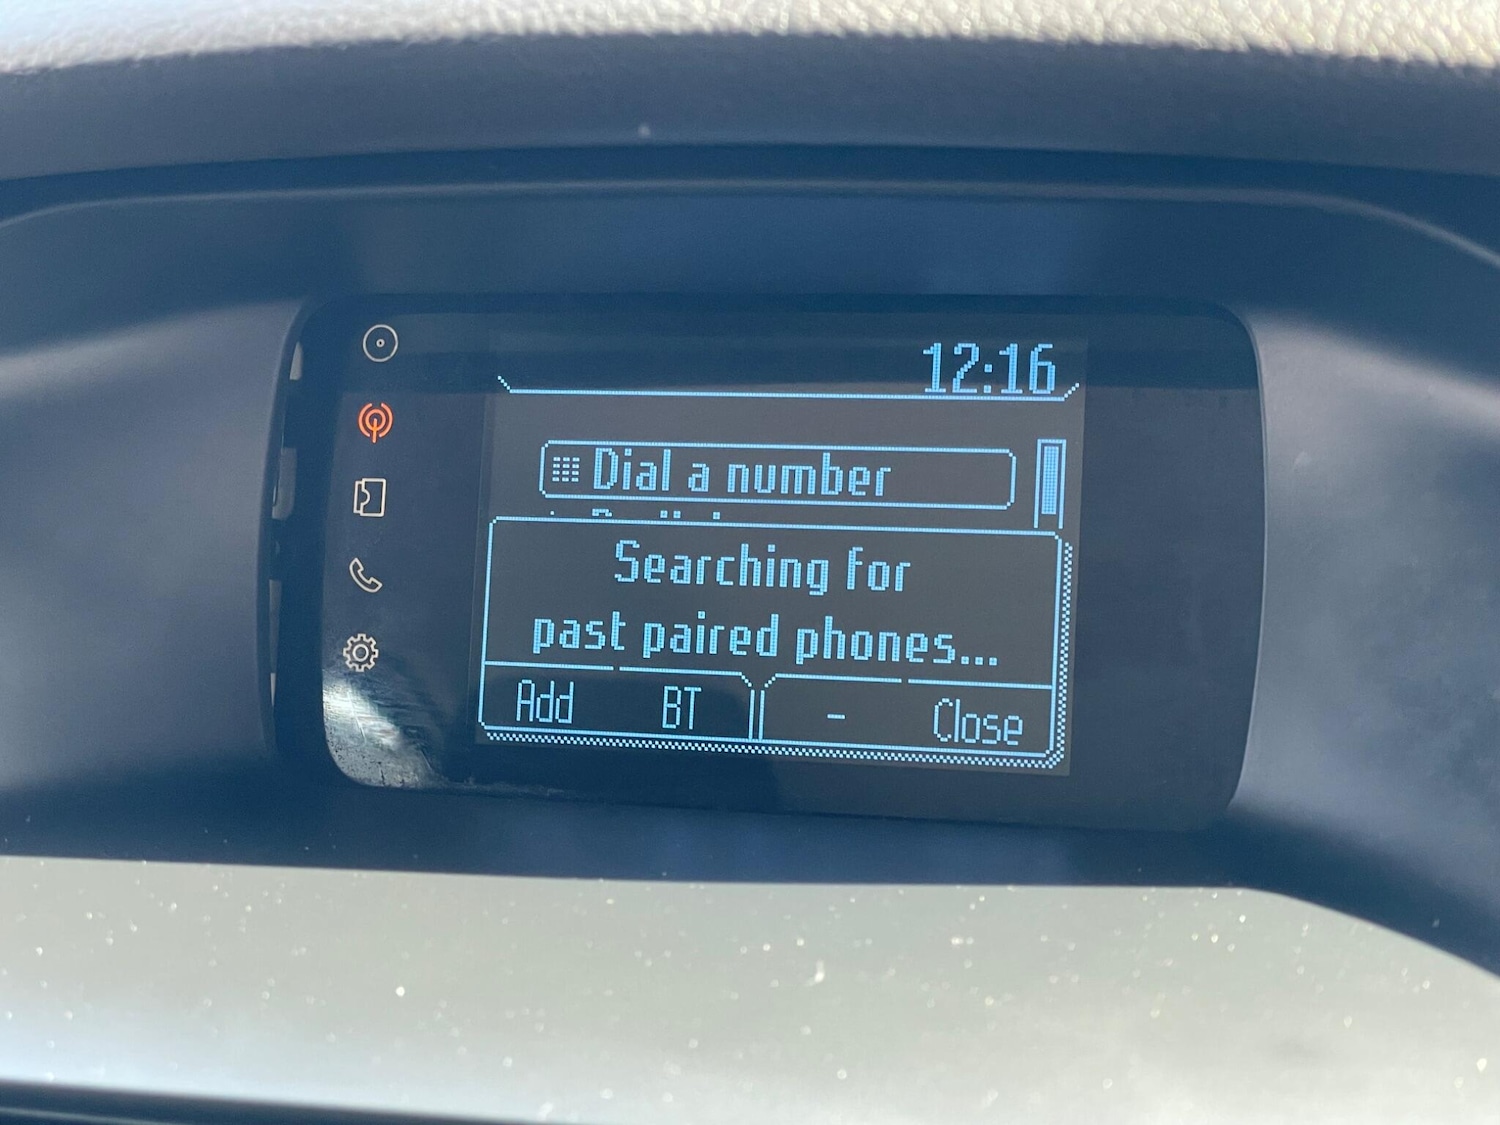 12:16
Dial a number
Searching for
past paired phones...
Add BT - Close